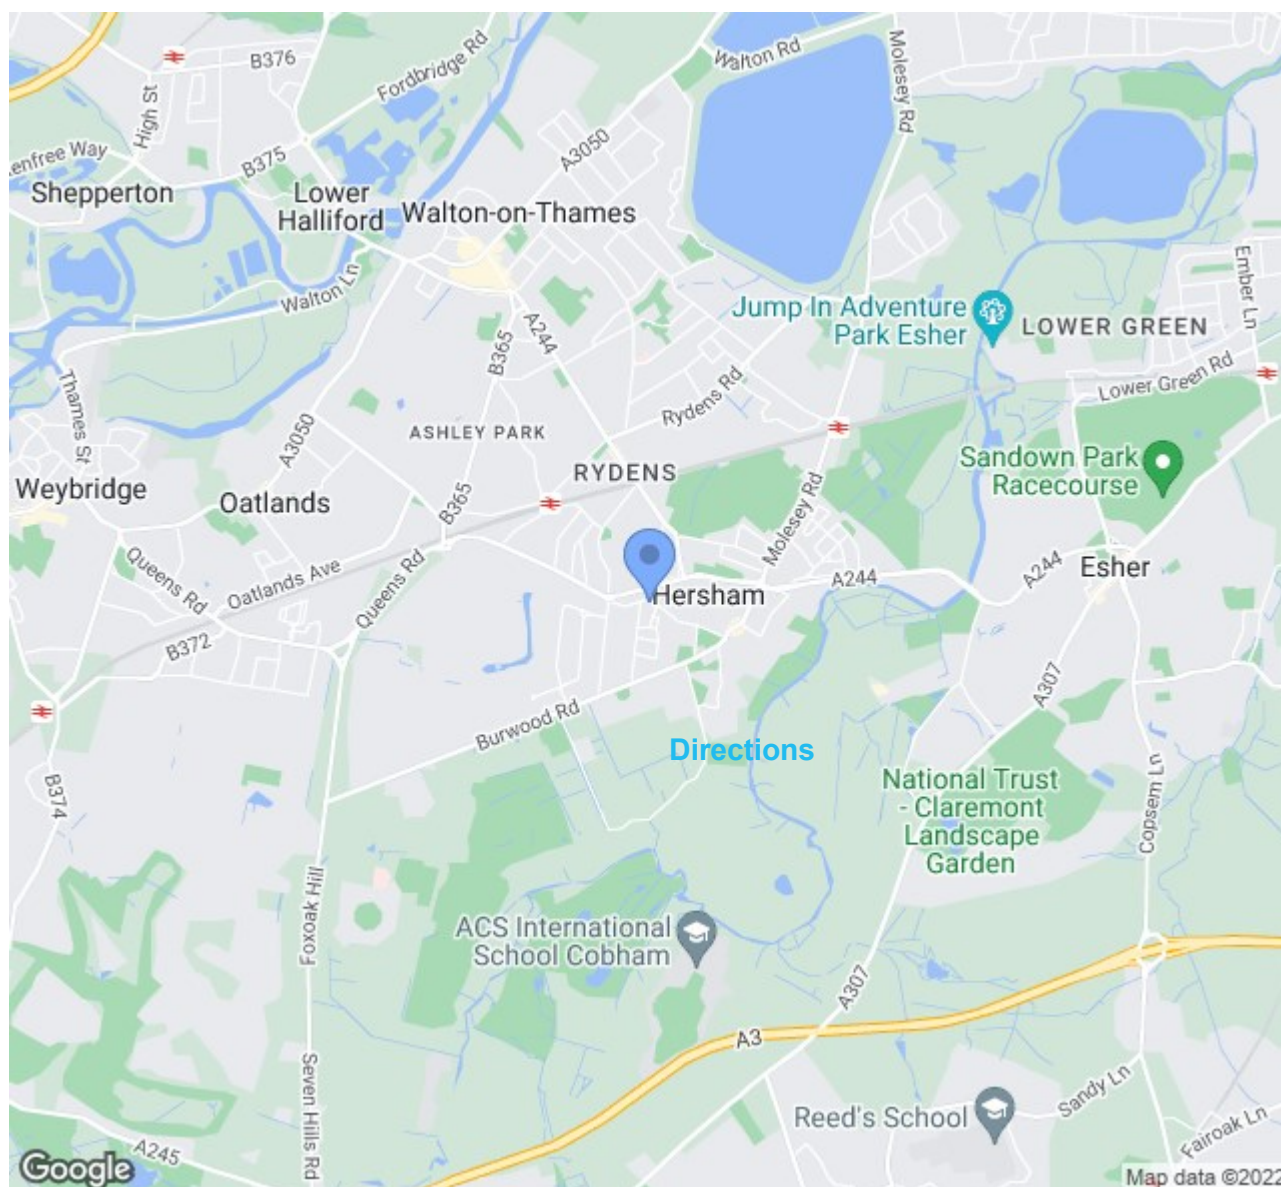 B376
Fordbridge Rd
Walton Rd
Molesey Rd
High St
B375
A3050
Shepperton
Lower
Halliford
Walton-on-Thames
Walton Ln
Ember Ln
Jump In Adventure
Park Esher
LOWER GREEN
A244
B365
Thames St
Lower Green Rd
Rydens Rd
A3050
ASHLEY PARK
RYDENS
Sandown Park
Racecourse
Weybridge
Oatlands
B365
Molesey Rd
Queens Rd
Oatlands Ave
Queens Rd
A244
A244
Esher
Hersham
B372
A307
Burwood Rd
Directions
B374
National Trust
- Claremont
Landscape
Garden
Copsem Ln
Foxoak Hill
ACS International
School Cobham
A307
A3
Seven Hills Rd
Sandy Ln
Reed's School
Fairoak Ln
A245
Google
Map data ©2022